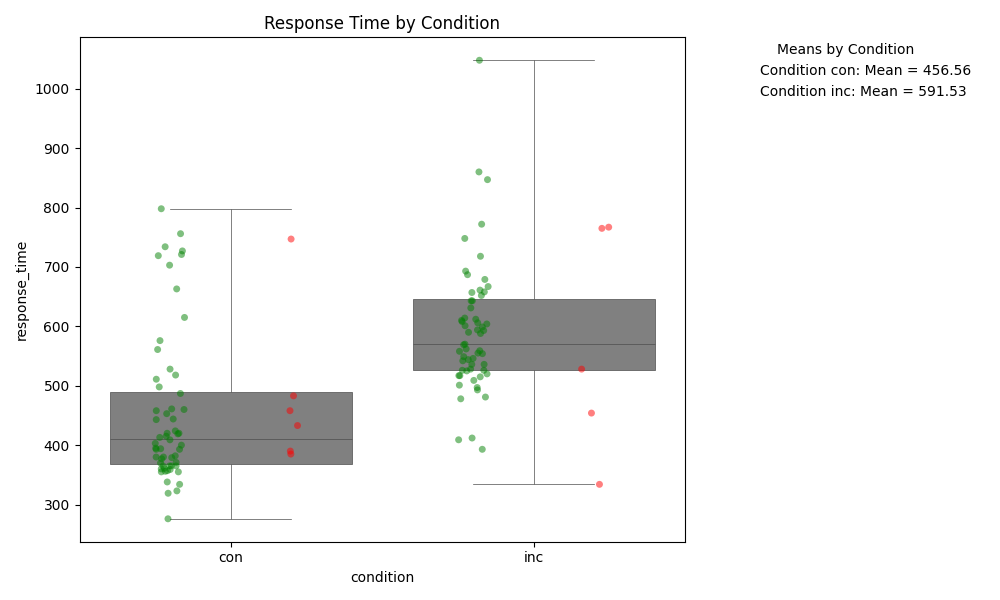 Response Time by Condition
Means by Condition
Condition con: Mean = 456.56
Condition inc: Mean = 591.53
response_time
1000
900
800
700
600
500
400
300
con inc
condition